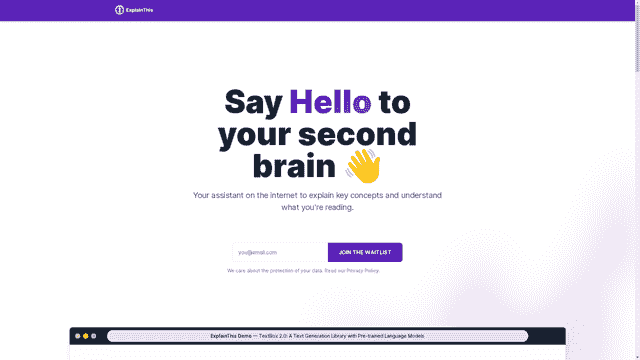 ExplainThis
Say Hello to
your second
brain 👋
Your assistant on the internet to explain key concepts and understand
what you're reading.
you@email.com
JOIN THE WAITLIST
We care about the protection of your data. Read our Privacy Policy.
ExplainThis Demo — TextBox 2.0: A Text Generation Library with Pre-trained Language Models